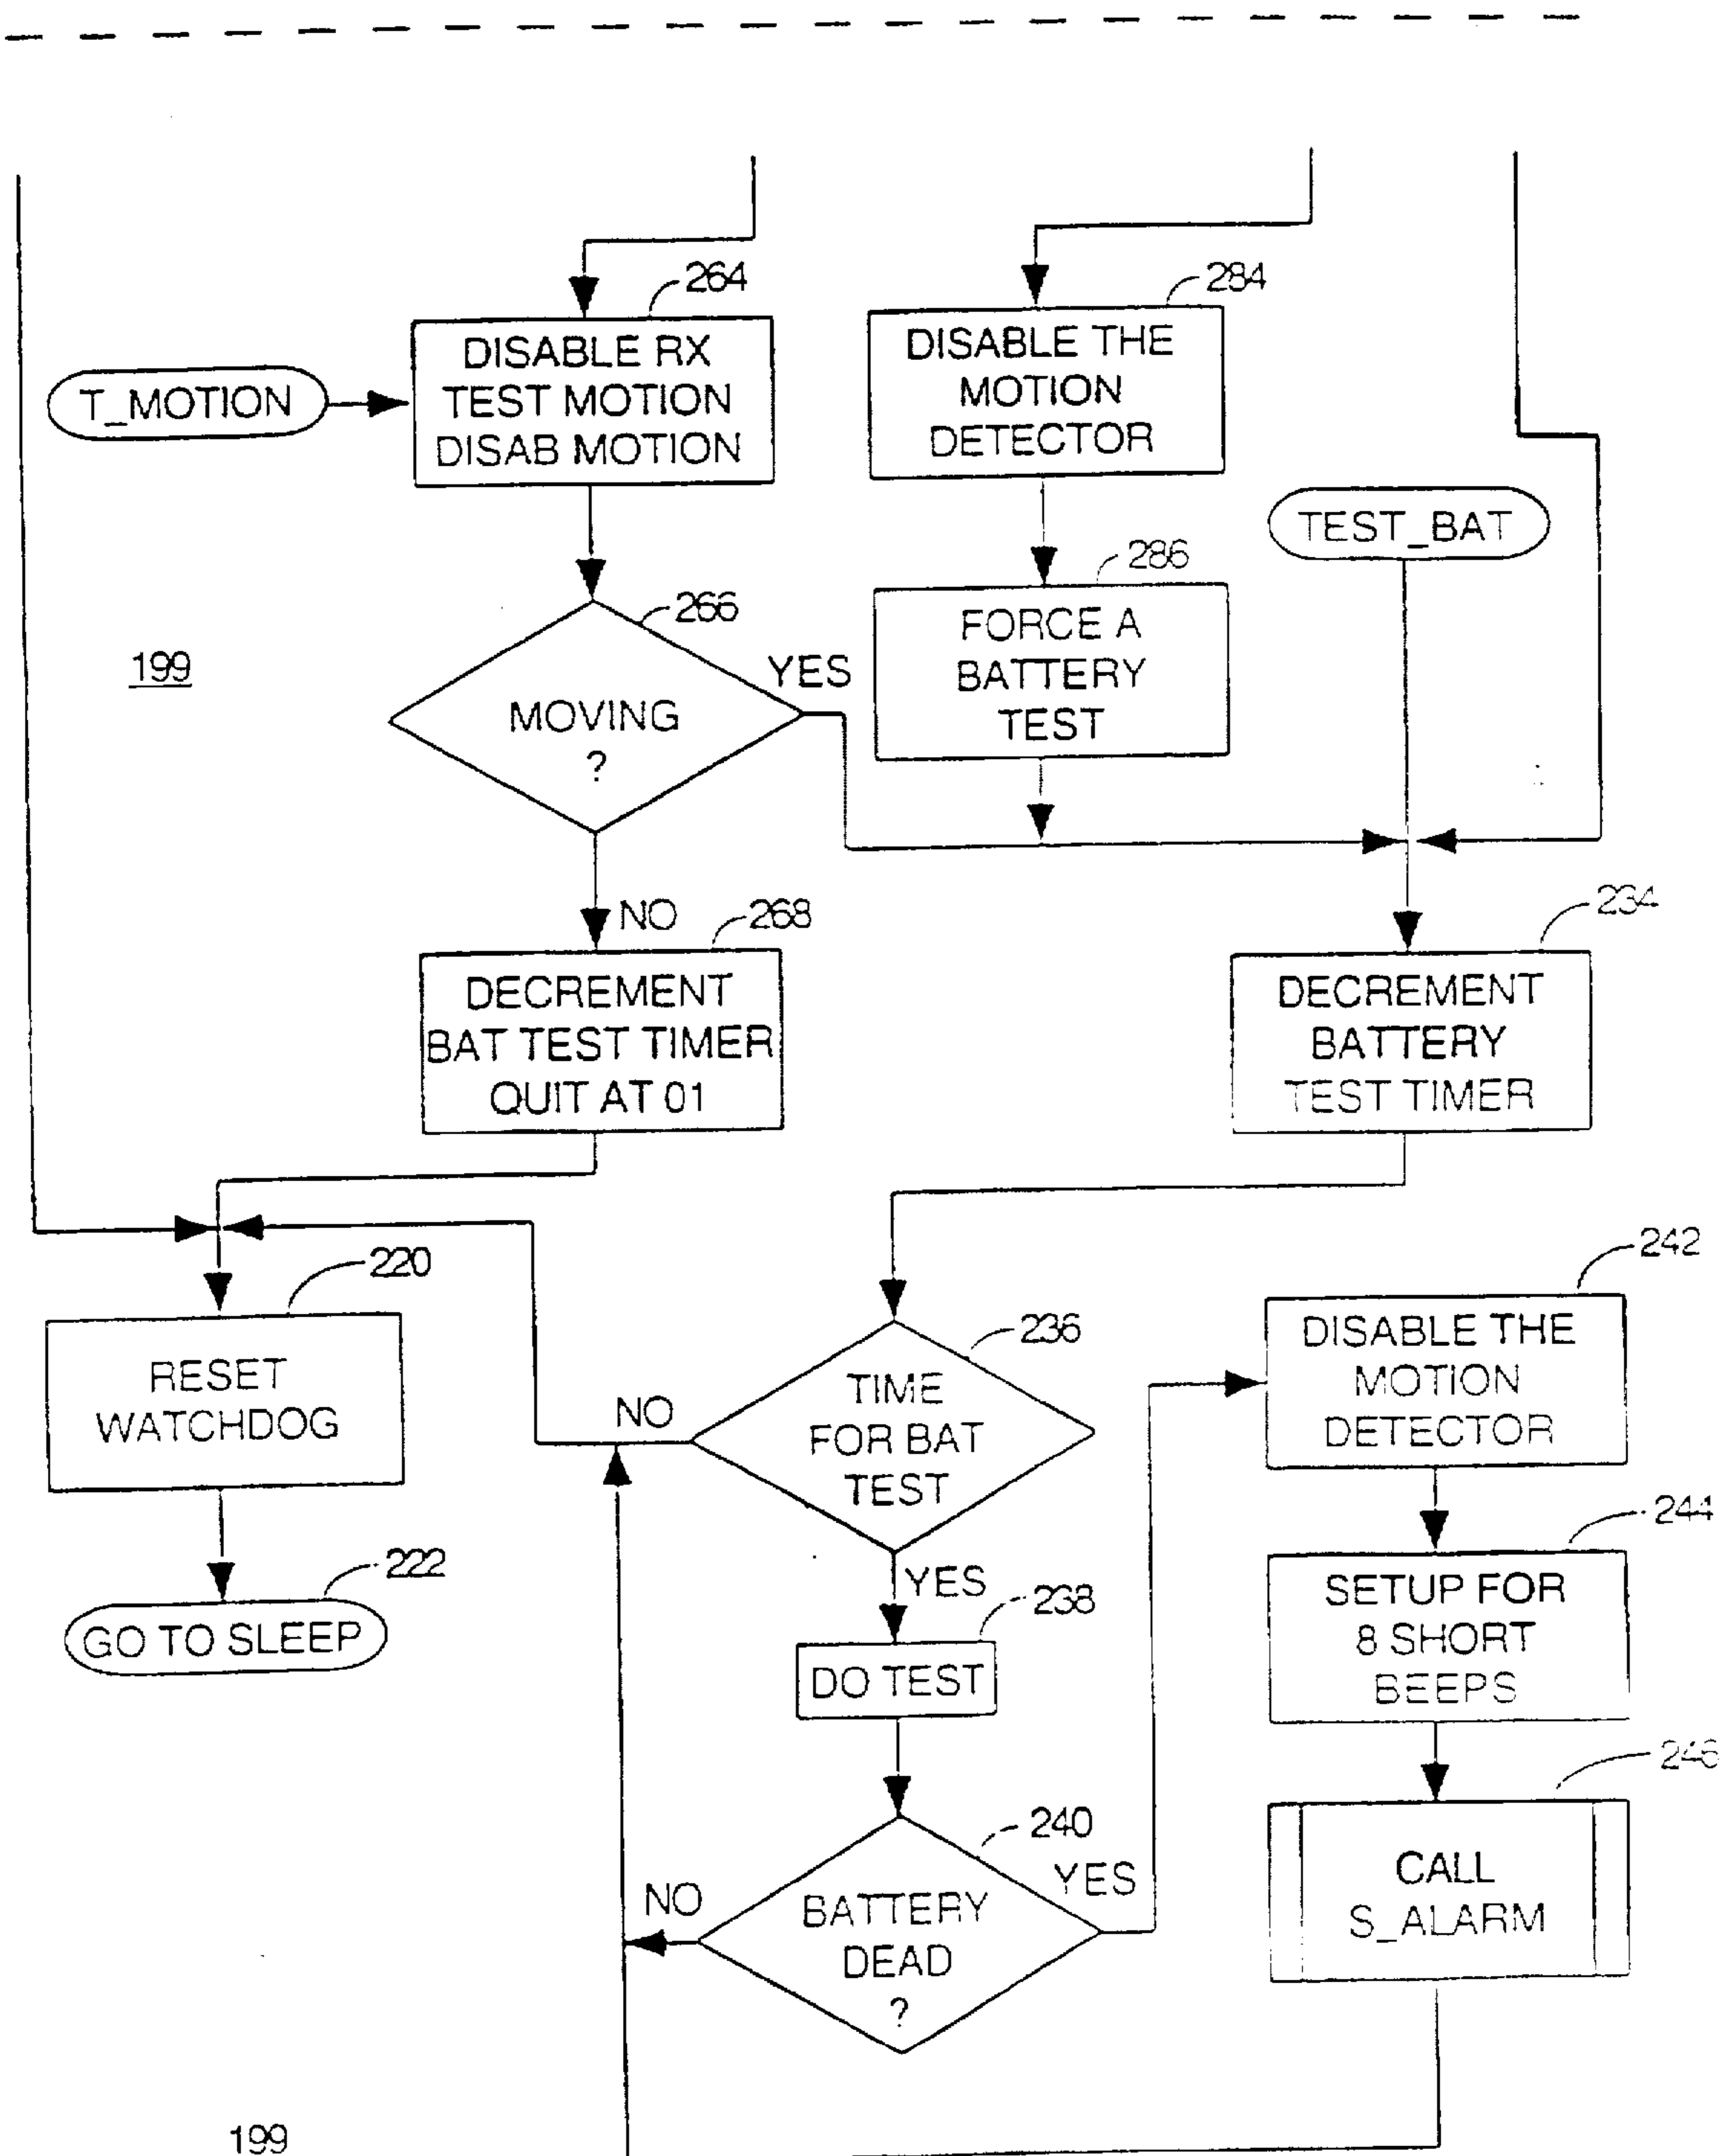 264
284
DISABLE RX
TEST MOTION
DISAB MOTION
T_MOTION
DISABLE THE
MOTION
DETECTOR
TEST_BAT
286
FORCE A
BATTERY
TEST
266
199
YES
MOVING
?
NO
268
234
DECREMENT
BAT TEST TIMER
QUIT AT 01
DECREMENT
BATTERY
TEST TIMER
220
242
RESET
WATCHDOG
236
TIME
FOR BAT
TEST
NO
DISABLE THE
MOTION
DETECTOR
244
222
YES
GO TO SLEEP
238
SETUP FOR
8 SHORT
BEEPS
DO TEST
246
240
YES
NO
BATTERY
DEAD
?
CALL
S_ALARM
199